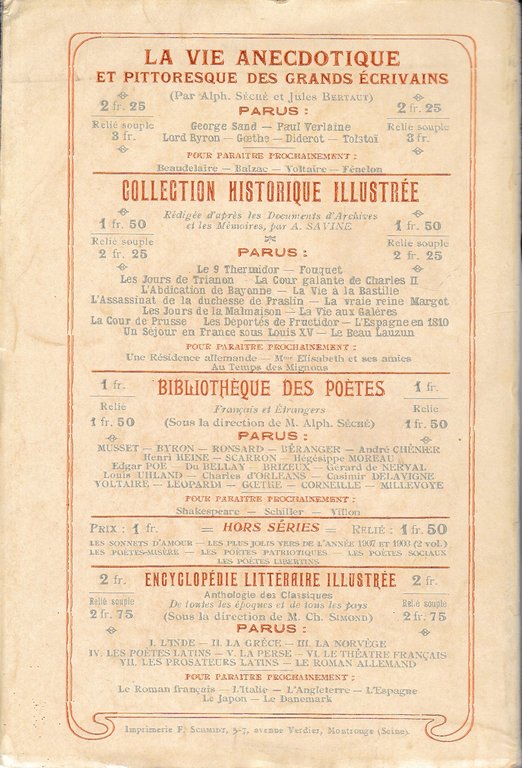 LA VIE ANECDOTIQUE
ET PITTORESQUE DES GRANDS ÉCRIVAINS
2 fr. 25
(Par Alph. SÉCHÉ et Jules BERTAUT)
2 fr. 25
PARUS :
Relié souple
3 fr.
George Sand — Paul Verlaine
Lord Byron — Gœthe — Diderot — Tolstoï
Relié souple
3 fr.
POUR PARAITRE PROCHAINEMENT :
Beaudelaire — Balzac — Voltaire — Fénelon
COLLECTION HISTORIQUE ILLUSTRÉE
1 fr. 50
Relié souple
2 fr. 25
Rédigée d'après les Documents d'Archives
et les Mémoires, par A. SAVINE
1 fr. 50
Relié souple
2 fr. 25
PARUS :
Le 9 Thermidor — Fouquet
Les Jours de Trianon — La Cour galante de Charles II
L'Abdication de Bayonne — La Vie à la Bastille
L'Assassinat de la duchesse de Praslin — La vraie reine Margot
Les Jours de la Malmaison — La Vie aux Galères
La Cour de Prusse Les Déportés de Fructidor — L'Espagne en 1810
Un Séjour en France sous Louis XV — Le Beau Lauzun
POUR PARAITRE PROCHAINEMENT :
Une Résidence allemande — Mme Elisabeth et ses amies
Au Temps des Mignons
BIBLIOTHÈQUE DES POÈTES
1 fr.
Relié
1 fr. 50
Français et Étrangers
(Sous la direction de M. Alph. SÉCHÉ)
1 fr.
Relié
1 fr. 50
PARUS :
MUSSET — BYRON — RONSARD — BÉRANGER — André CHÉNIER
Henri HEINE — SCARRON — Hégésippe MOREAU
Edgar POE Du BELLAY — BRIZEUX — Gérard de NERVAL
Louis UHLAND — Charles d'ORLÉANS — Casimir DELAVIGNE
VOLTAIRE — LEOPARDI — GŒTHE — CORNEILLE — MILLEVOYE
POUR PARAITRE PROCHAINEMENT :
Shakespeare — Schiller — Villon
PRIX : 1 fr. = HORS SÉRIES = RELIÉ : 1 fr. 50
LES SONNETS D'AMOUR — LES PLUS JOLIS VERS DE L'ANNÉE 1907 ET 1908 (2 vol.)
LES POÈTES-MISÈRE — LES POÈTES PATRIOTIQUES — LES POÈTES SOCIAUX
LES POÈTES LIBERTINS
2 fr. ENCYCLOPÉDIE LITTÉRAIRE ILLUSTRÉE 2 fr.
Anthologie des Classiques
Relié souple
2 fr. 75
De toutes les époques et de tous les pays
(Sous la direction de M. Ch. SIMOND)
Relié souple
2 fr. 75
PARUS :
I. L'INDE — II. LA GRÈCE — III. LA NORVÈGE
IV. LES POÈTES LATINS — V. LA PERSE — VI. LE THÉATRE FRANÇAIS
VII. LES PROSATEURS LATINS — LE ROMAN ALLEMAND
POUR PARAITRE PROCHAINEMENT :
Le Roman français — L'Italie — L'Angleterre — L'Espagne
Le Japon — Le Danemark
Imprimerie F. SCHMIDT, 5-7, avenue Verdier, Montrouge (Seine).